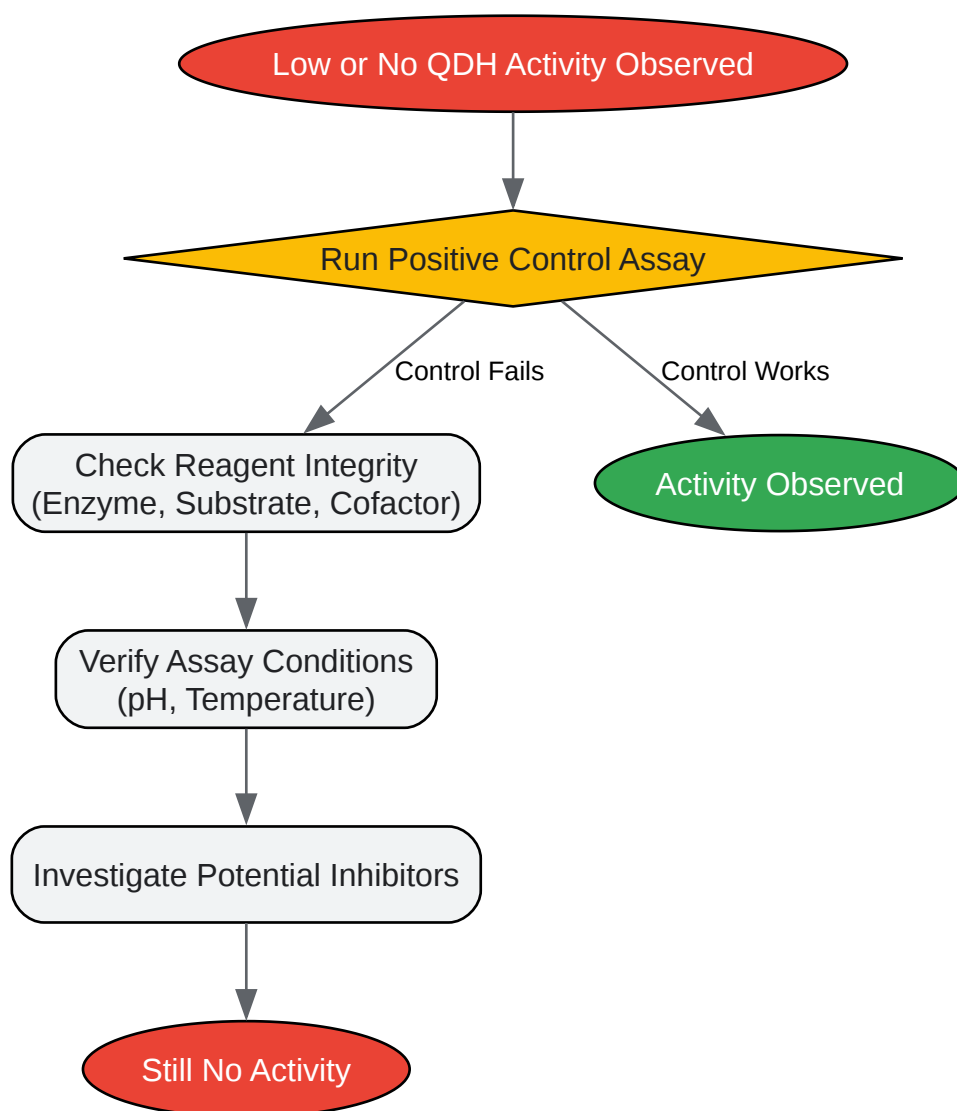 Low or No QDH Activity Observed
Run Positive Control Assay
Control Fails
Control Works
Check Reagent Integrity
(Enzyme, Substrate, Cofactor)
Activity Observed
Verify Assay Conditions
(pH, Temperature)
Investigate Potential Inhibitors
Still No Activity